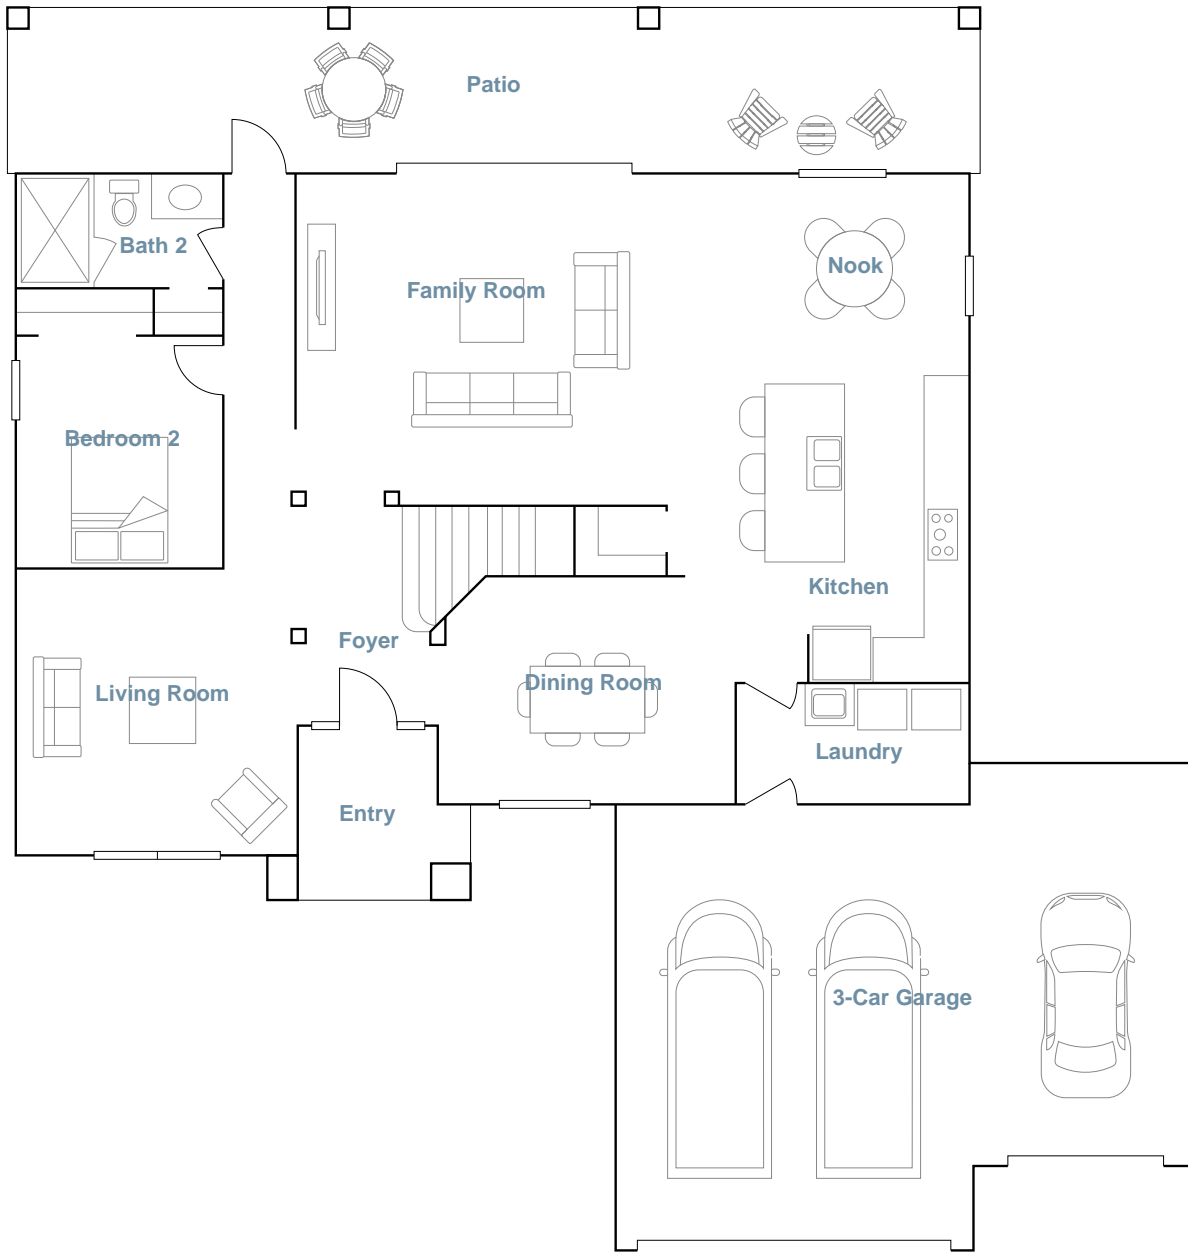 Patio
Bath 2
Nook
Family Room
Bedroom 2
Kitchen
Foyer
Dining Room
Living Room
Laundry
Entry
3-Car Garage